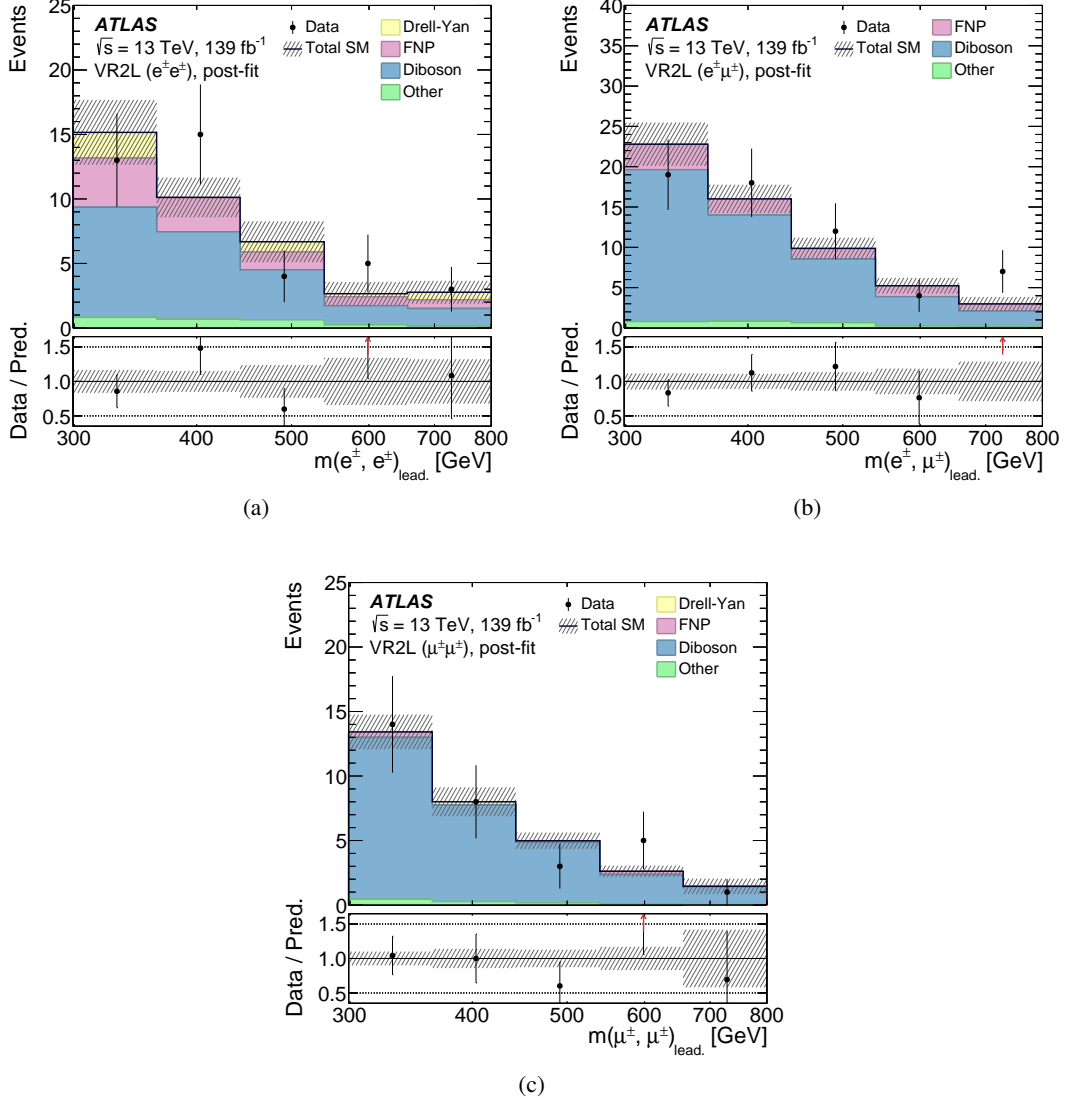 ATLAS
√s = 13 TeV, 139 fb⁻¹
VR2L (e±e±), post-fit
Data
Total SM
Drell-Yan
FNP
Diboson
Other
Events
25
20
15
10
5
0
Data / Pred.
1.5
1.0
0.5
300 400 500 600 700 800
m(e±, e±)lead. [GeV]
(a)
ATLAS
√s = 13 TeV, 139 fb⁻¹
VR2L (e±μ±), post-fit
Data
Total SM
FNP
Diboson
Other
Events
40
35
30
25
20
15
10
5
0
Data / Pred.
1.5
1.0
0.5
300 400 500 600 700 800
m(e±, μ±)lead. [GeV]
(b)
ATLAS
√s = 13 TeV, 139 fb⁻¹
VR2L (μ±μ±), post-fit
Data
Total SM
Drell-Yan
FNP
Diboson
Other
Events
25
20
15
10
5
0
Data / Pred.
1.5
1.0
0.5
300 400 500 600 700 800
m(μ±, μ±)lead. [GeV]
(c)